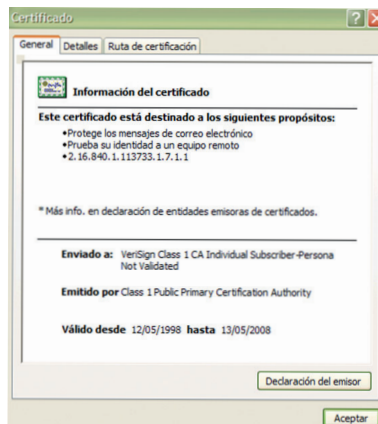 Certificado
General Detalles Ruta de certificación
Información del certificado
Este certificado está destinado a los siguientes propósitos:
•Protege los mensajes de correo electrónico
•Prueba su identidad a un equipo remoto
•2.16.840.1.113733.1.7.1.1
* Más info. en declaración de entidades emisoras de certificados.
Enviado a: VeriSign Class 1 CA Individual Subscriber-Persona
Not Validated
Emitido por Class 1 Public Primary Certification Authority
Válido desde 12/05/1998 hasta 13/05/2008
Declaración del emisor
Aceptar